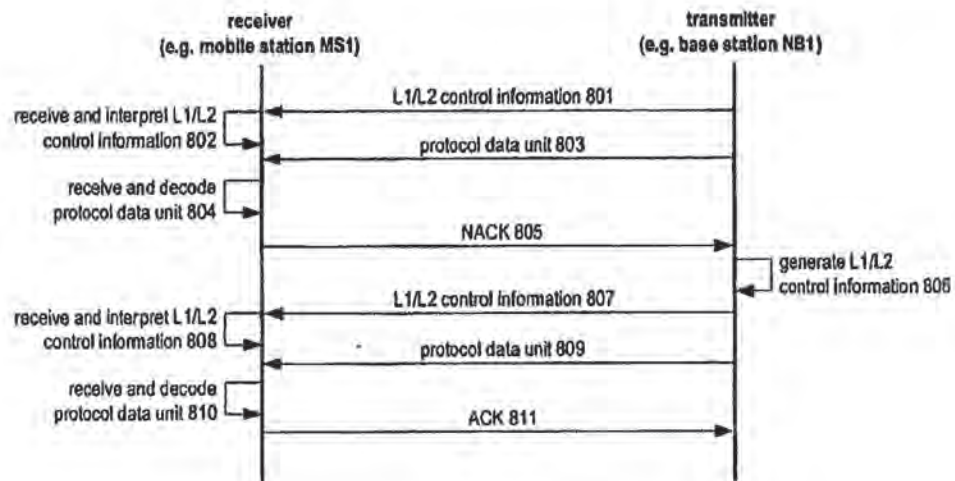 receiver
(e.g. mobile station MS1)
transmitter
(e.g. base station NB1)
L1/L2 control information 801
receive and interpret L1/L2
control information 802
protocol data unit 803
receive and decode
protocol data unit 804
NACK 805
generate L1/L2
control information 806
L1/L2 control information 807
receive and interpret L1/L2
control information 808
protocol data unit 809
receive and decode
protocol data unit 810
ACK 811